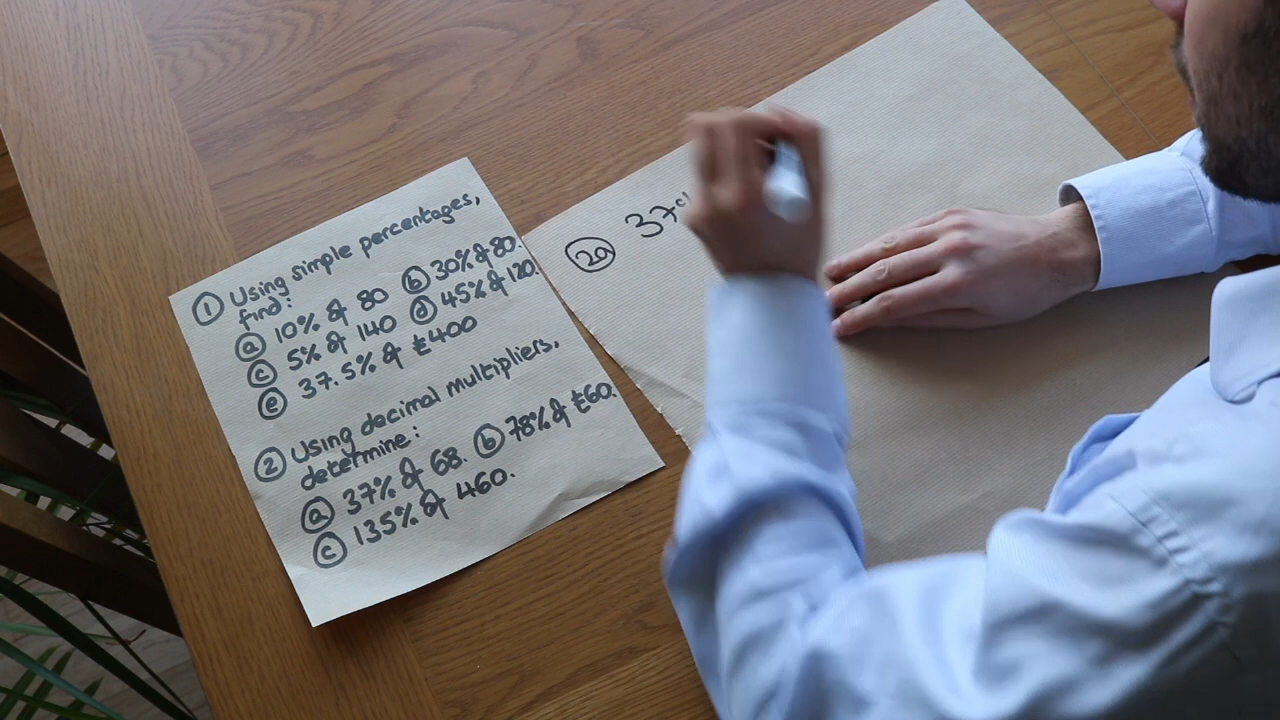 ① Using simple percentages,
find:
ⓐ 10% of 80 ⓑ 30% of 80.
ⓒ 5% of 140 ⓓ 45% of 120.
ⓔ 37.5% of £400
② Using decimal multipliers,
determine:
ⓐ 37% of 68. ⓑ 78% of £60.
ⓒ 135% of 460.
2a 37